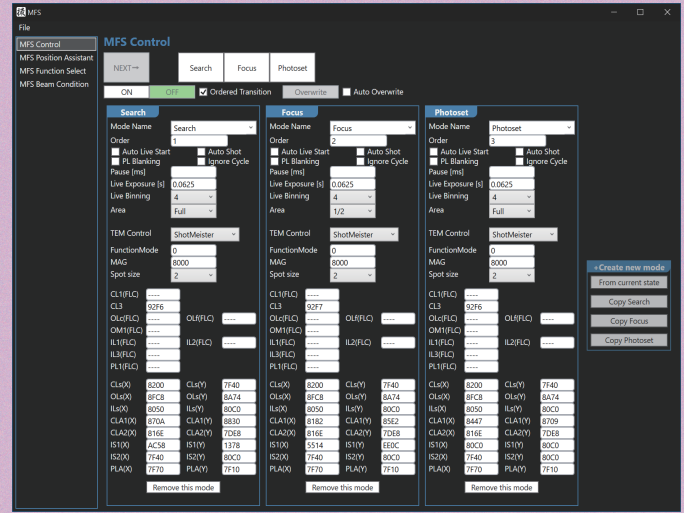 MFS
File
MFS Control
MFS Position Assistant
MFS Function Select
MFS Beam Condition
MFS Control
NEXT→ Search Focus Photoset
ON OFF Ordered Transition Overwrite Auto Overwrite
Search
Mode Name Search
Order 1
Auto Live Start Auto Shot
PL Blanking Ignore Cycle
Pause [ms]
Live Exposure [s] 0.0625
Live Binning 4
Area Full
TEM Control ShotMeister
FunctionMode 0
MAG 8000
Spot size 2
CL1(FLC) ----
CL3 92F6
OLc(FLC) ---- OLf(FLC) ----
OM1(FLC) ----
IL1(FLC) ---- IL2(FLC) ----
IL3(FLC) ----
PL1(FLC) ----
CLs(X) 8200 CLs(Y) 7F40
OLs(X) 8FC8 OLs(Y) 8A74
ILs(X) 8050 ILs(Y) 80C0
CLA1(X) 870A CLA1(Y) 8830
CLA2(X) 816E CLA2(Y) 7DE8
IS1(X) AC58 IS1(Y) 1378
IS2(X) 7F40 IS2(Y) 80C0
PLA(X) 7F70 PLA(Y) 7F10
Remove this mode
Focus
Mode Name Focus
Order 2
Auto Live Start Auto Shot
PL Blanking Ignore Cycle
Pause [ms]
Live Exposure [s] 0.0625
Live Binning 4
Area 1/2
TEM Control ShotMeister
FunctionMode 0
MAG 8000
Spot size 2
CL1(FLC) ----
CL3 92F7
OLc(FLC) ---- OLf(FLC) ----
OM1(FLC) ----
IL1(FLC) ---- IL2(FLC) ----
IL3(FLC) ----
PL1(FLC) ----
CLs(X) 8200 CLs(Y) 7F40
OLs(X) 8FC8 OLs(Y) 8A74
ILs(X) 8050 ILs(Y) 80C0
CLA1(X) 8182 CLA1(Y) 85E2
CLA2(X) 816E CLA2(Y) 7DE8
IS1(X) 5514 IS1(Y) EE0C
IS2(X) 7F40 IS2(Y) 80C0
PLA(X) 7F70 PLA(Y) 7F10
Remove this mode
Photoset
Mode Name Photoset
Order 3
Auto Live Start Auto Shot
PL Blanking Ignore Cycle
Pause [ms]
Live Exposure [s] 0.0625
Live Binning 4
Area Full
TEM Control ShotMeister
FunctionMode 0
MAG 8000
Spot size 2
CL1(FLC) ----
CL3 92F6
OLc(FLC) ---- OLf(FLC) ----
OM1(FLC) ----
IL1(FLC) ---- IL2(FLC) ----
IL3(FLC) ----
PL1(FLC) ----
CLs(X) 8200 CLs(Y) 7F40
OLs(X) 8FC8 OLs(Y) 8A74
ILs(X) 8050 ILs(Y) 80C0
CLA1(X) 8447 CLA1(Y) 8709
CLA2(X) 816E CLA2(Y) 7DE8
IS1(X) 80C0 IS1(Y) 80C0
IS2(X) 7F40 IS2(Y) 80C0
PLA(X) 7F70 PLA(Y) 7F10
Remove this mode
+Create new mode
From current state
Copy Search
Copy Focus
Copy Photoset